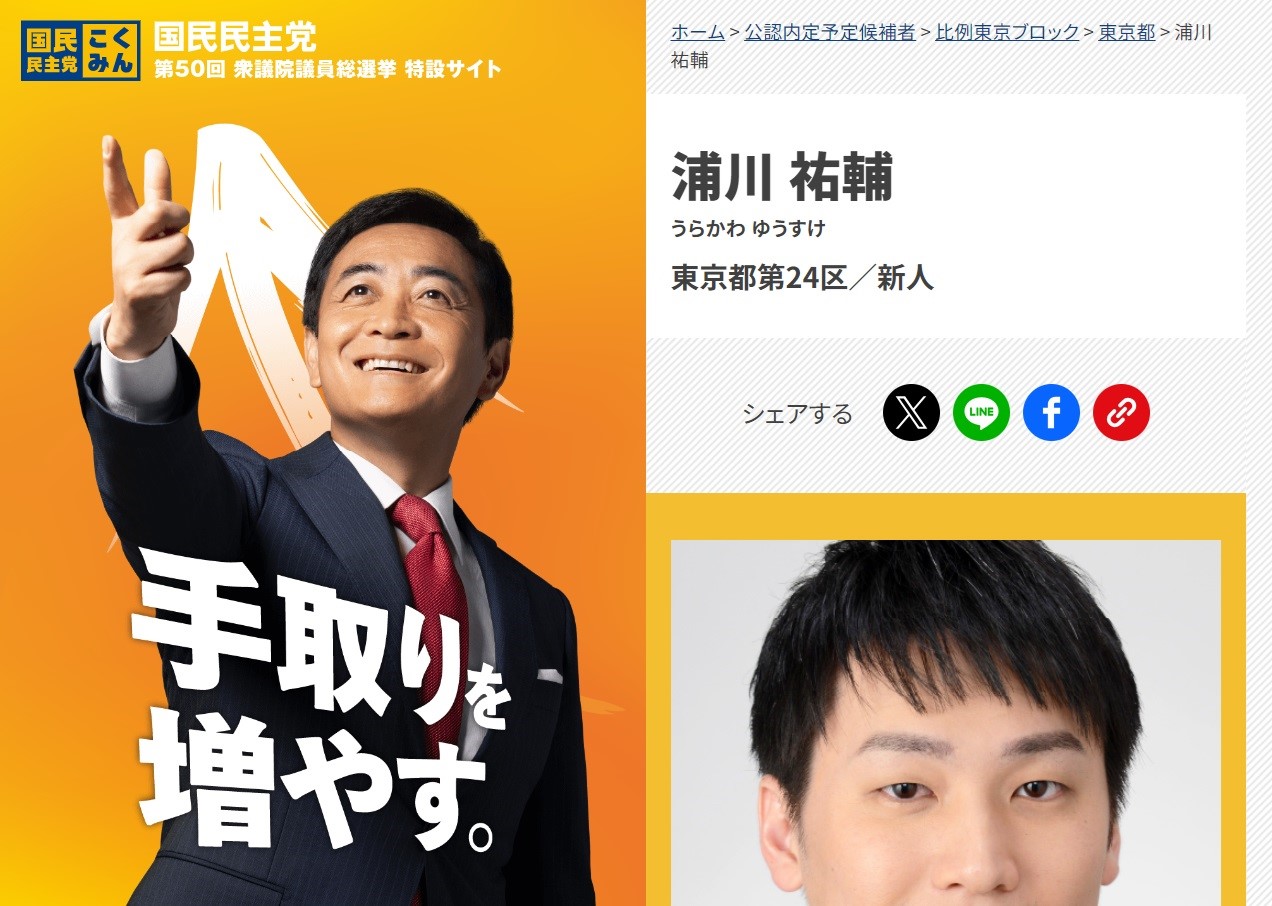 国民
民主党
こく
みん
国民民主党
第50回 衆議院議員総選挙 特設サイト
手取りを
増やす。
ホーム > 公認内定予定候補者 > 比例東京ブロック > 東京都 > 浦川
祐輔
浦川 祐輔
うらかわ ゆうすけ
東京都第24区／新人
シェアする
LINE